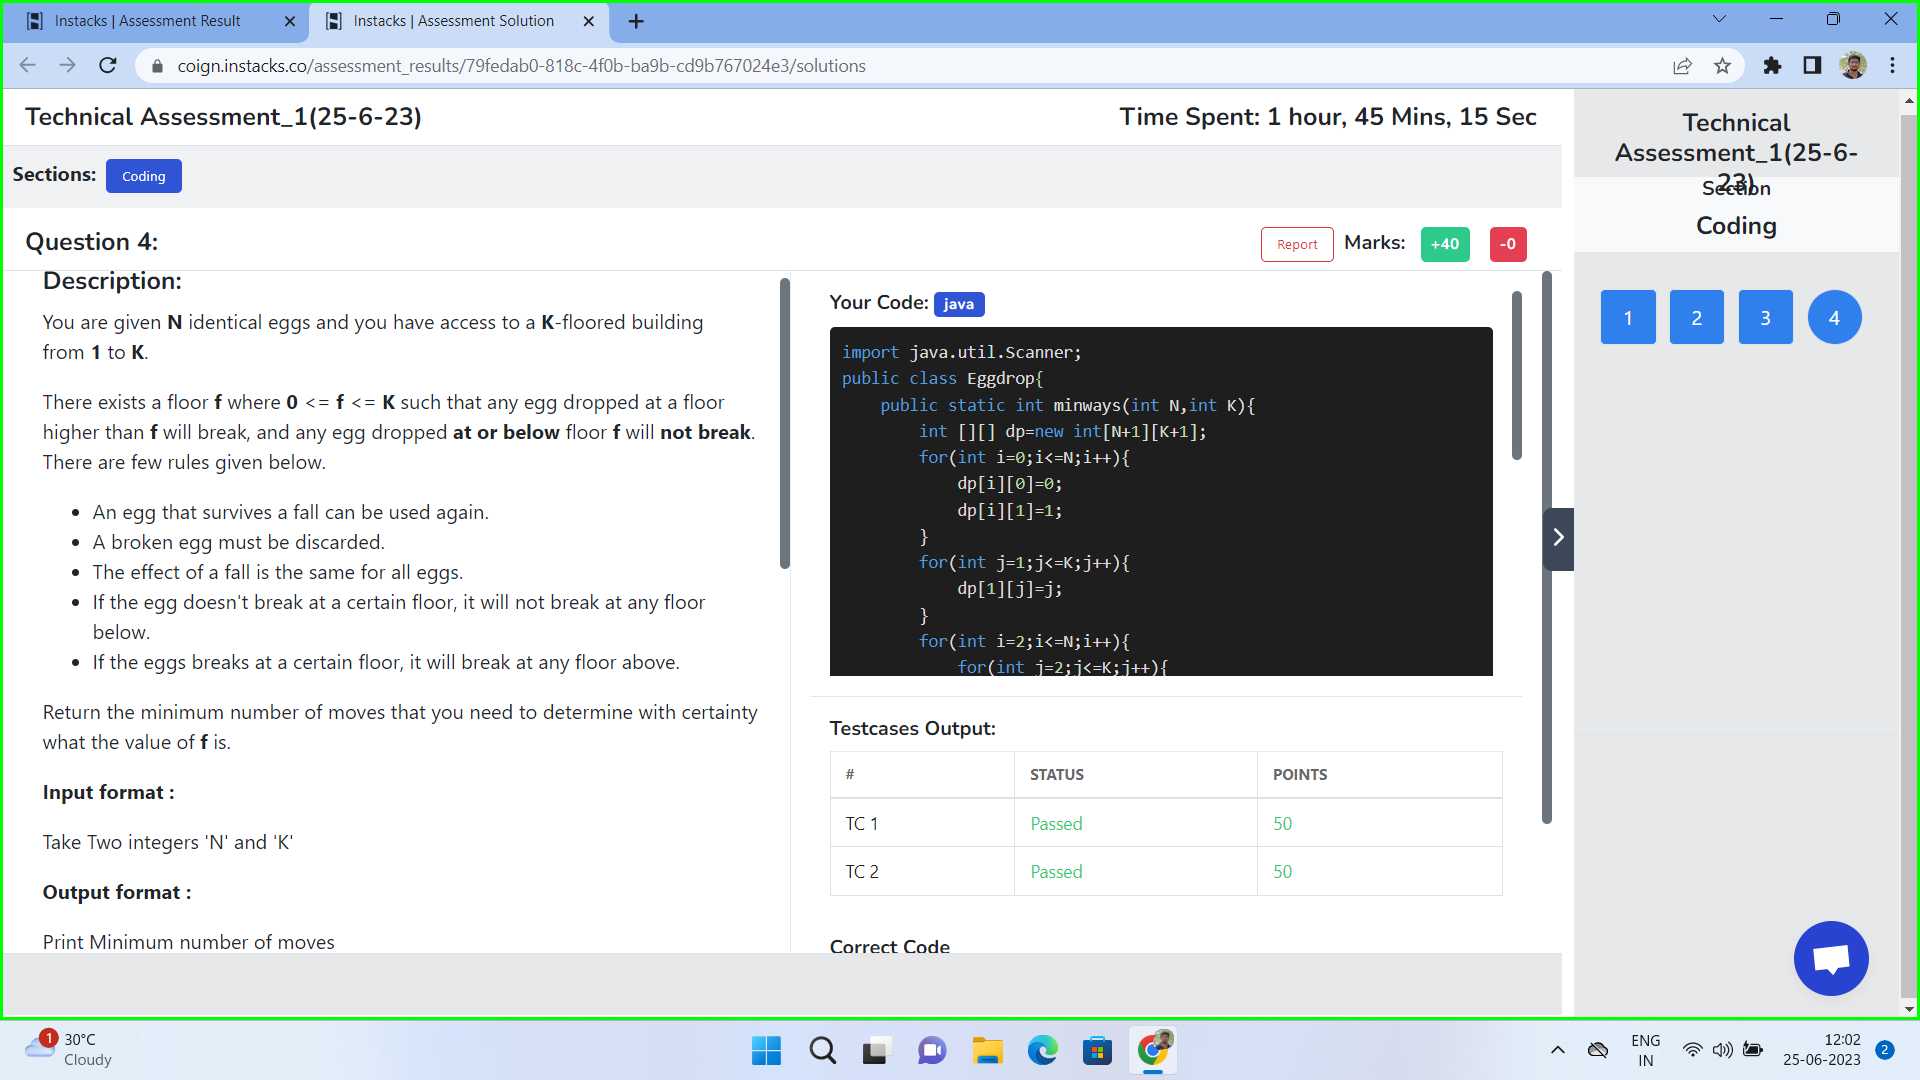 Instacks | Assessment Result
Instacks | Assessment Solution
coign.instacks.co/assessment_results/79fedab0-818c-4f0b-ba9b-cd9b767024e3/solutions
Technical Assessment_1(25-6-23)
Time Spent: 1 hour, 45 Mins, 15 Sec
Sections:
Coding
Question 4:
Report
Marks:
+40
-0
Description:
You are given N identical eggs and you have access to a K-floored building
from 1 to K.
There exists a floor f where 0 <= f <= K such that any egg dropped at a floor
higher than f will break, and any egg dropped at or below floor f will not break.
There are few rules given below.
• An egg that survives a fall can be used again.
• A broken egg must be discarded.
• The effect of a fall is the same for all eggs.
• If the egg doesn't break at a certain floor, it will not break at any floor
below.
• If the eggs breaks at a certain floor, it will break at any floor above.
Return the minimum number of moves that you need to determine with certainty
what the value of f is.
Input format :
Take Two integers 'N' and 'K'
Output format :
Print Minimum number of moves
Your Code: java
import java.util.Scanner;
public class Eggdrop{
    public static int minways(int N,int K){
        int [][] dp=new int[N+1][K+1];
        for(int i=0;i<=N;i++){
            dp[i][0]=0;
            dp[i][1]=1;
        }
        for(int j=1;j<=K;j++){
            dp[1][j]=j;
        }
        for(int i=2;i<=N;i++){
            for(int j=2;j<=K;j++){
Testcases Output:
# STATUS POINTS
TC 1 Passed 50
TC 2 Passed 50
Correct Code
Technical
Assessment_1(25-6-
23)
Section
Coding
1 2 3 4
1
30°C
Cloudy
ENG
IN
12:02
25-06-2023
2